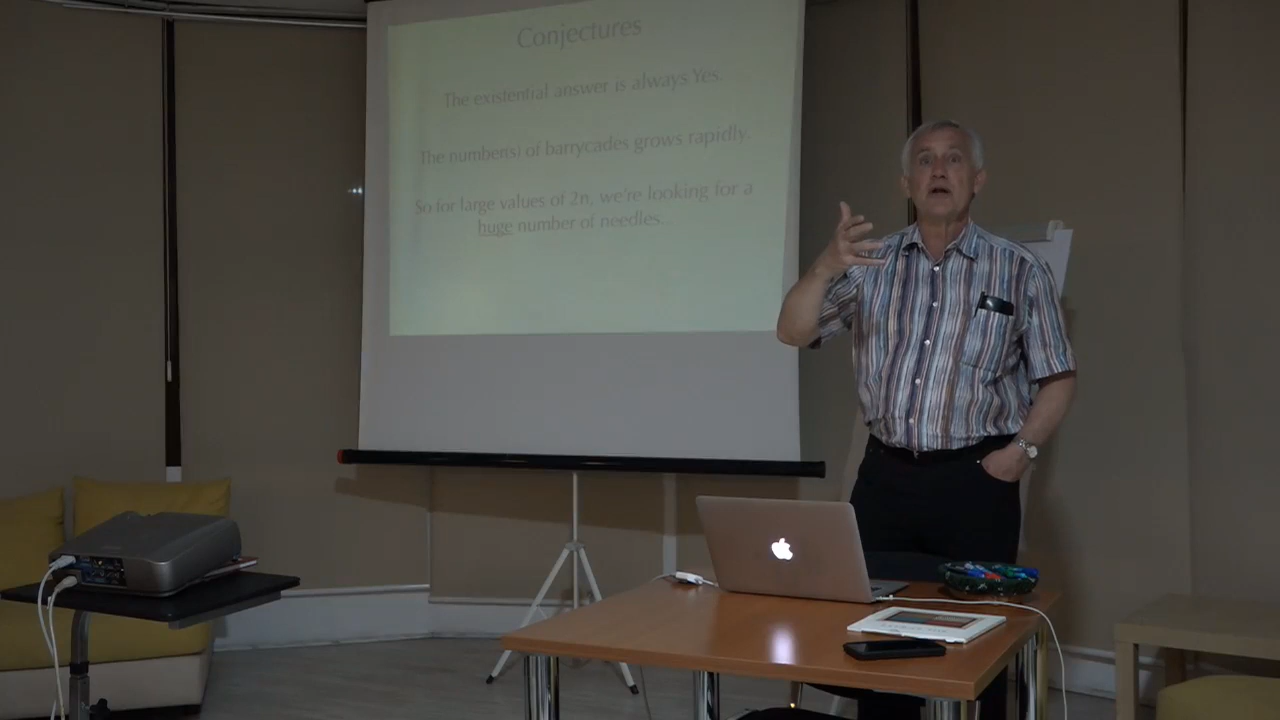 Conjectures
The existential answer is always Yes.
The number(s) of barrycades grows rapidly.
So for large values of 2n, we're looking for a
huge number of needles.